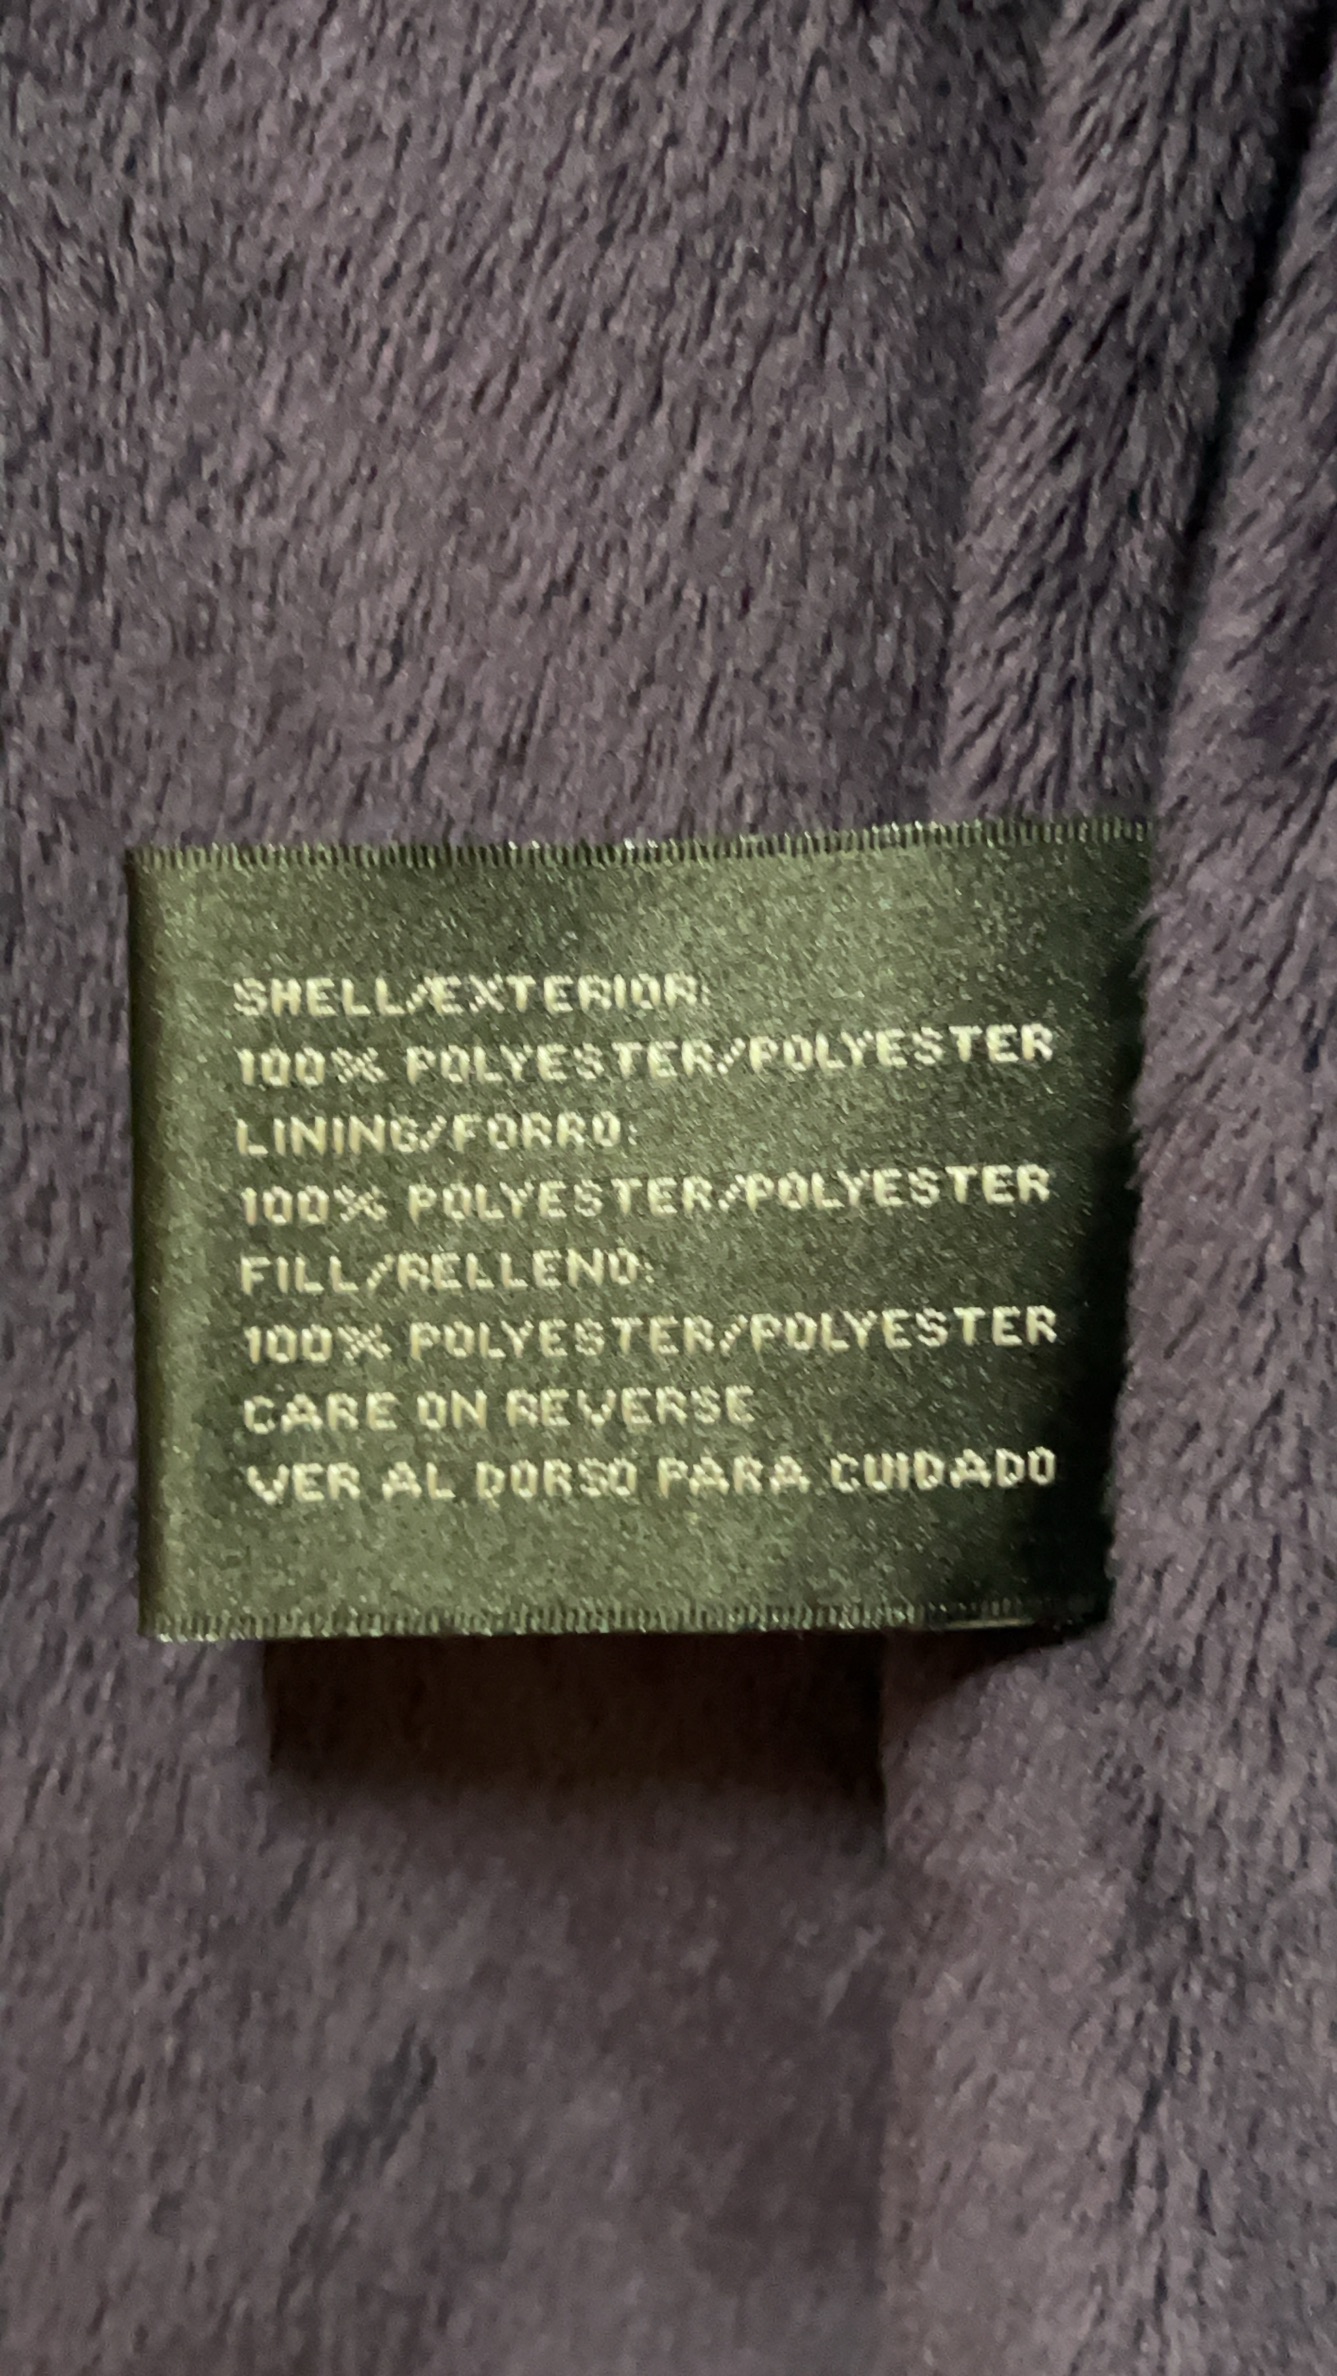 SHELL/EXTERIOR:
100% POLYESTER/POLYESTER
LINING/FORRO:
100% POLYESTER/POLYESTER
FILL/RELLENO:
100% POLYESTER/POLYESTER
CARE ON REVERSE
VER AL DORSO PARA CUIDADO